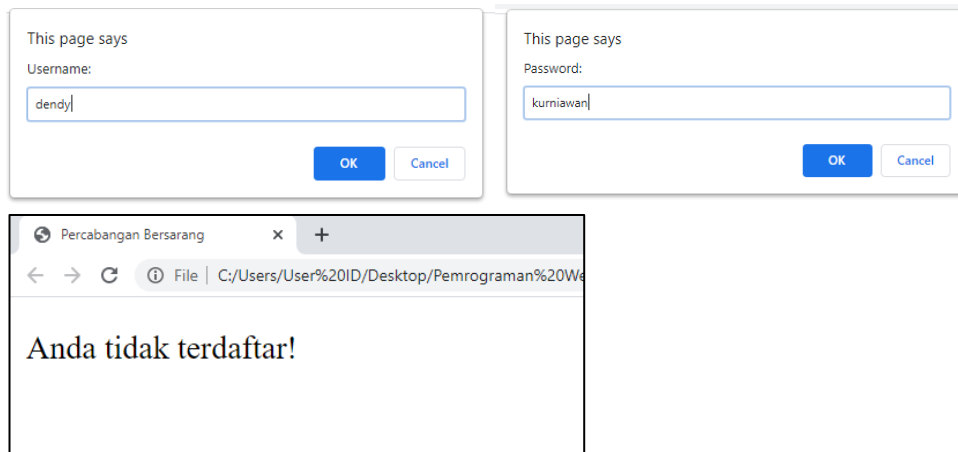 This page says
Username:
dendy
OK
Cancel
This page says
Password:
kurniawan
OK
Cancel
Percabangan Bersarang
File | C:/Users/User%20ID/Desktop/Pemrograman%20We
Anda tidak terdaftar!